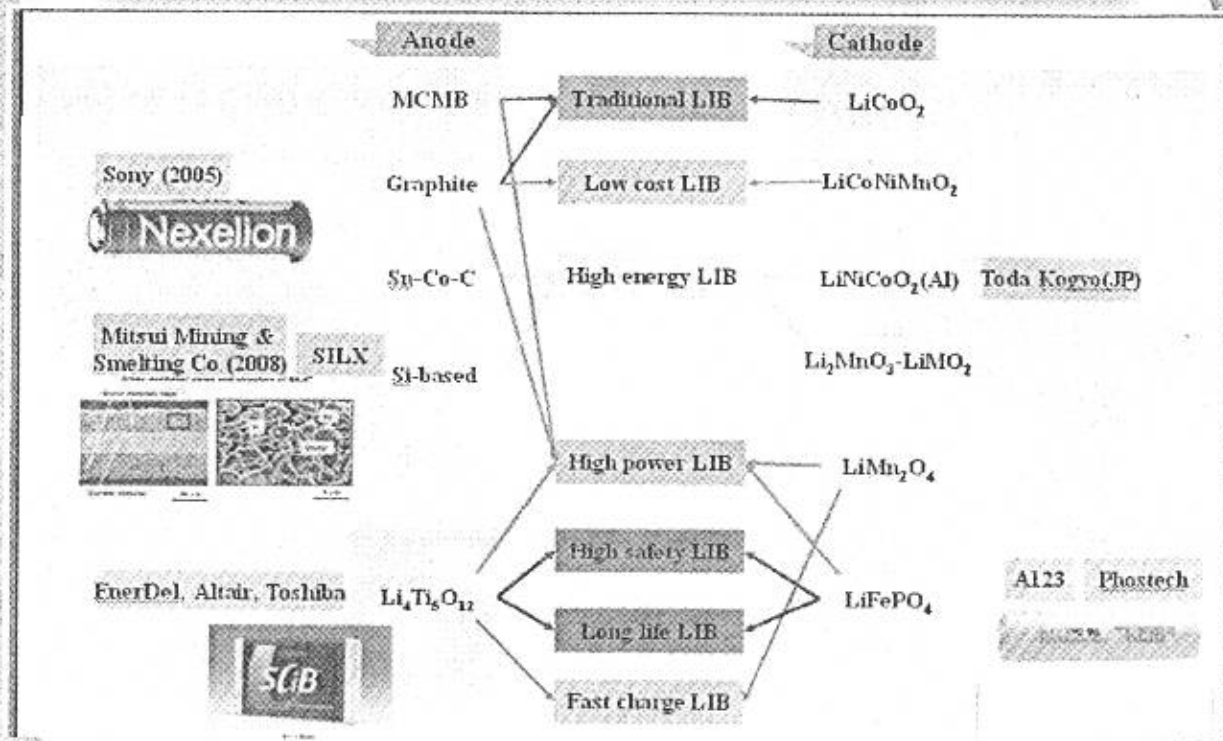 Anode
Cathode
MCMB
Traditional LIB
LiCoO₂
Sony (2005)
Graphite
Low cost LIB
LiCoNiMnO₂
Nexelion
Sn-Co-C
High energy LIB
LiNiCoO₂(Al)
Toda Kogyo(JP)
Mitsui Mining &
Smelting Co.(2008)
SILX
Si-based
Li₂MnO₃-LiMO₂
High power LIB
LiMn₂O₄
High safety LIB
EnerDel, Altair, Toshiba
Li₄Ti₅O₁₂
LiFePO₄
A123
Phostech
Long life LIB
SCiB
Fast charge LIB